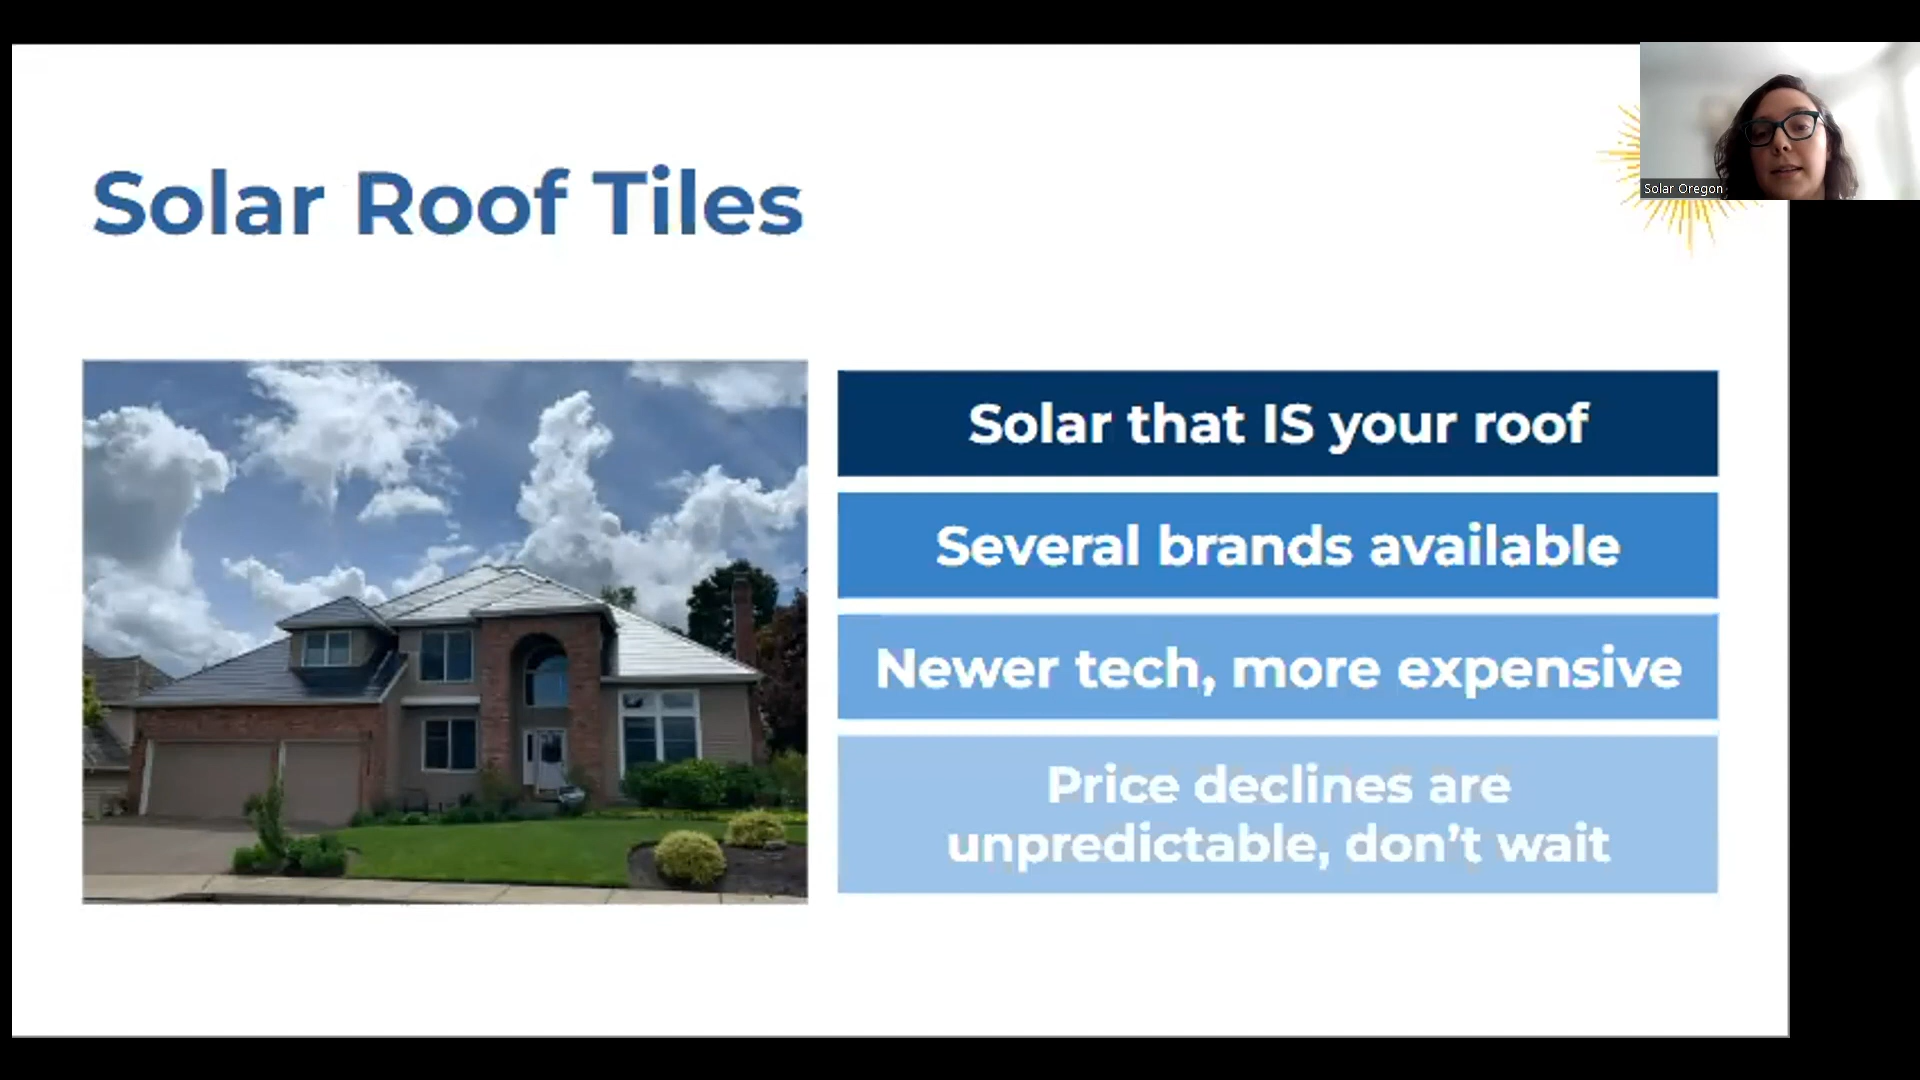 Solar Oregon
Solar Roof Tiles
Solar that IS your roof
Several brands available
Newer tech, more expensive
Price declines are
unpredictable, don't wait